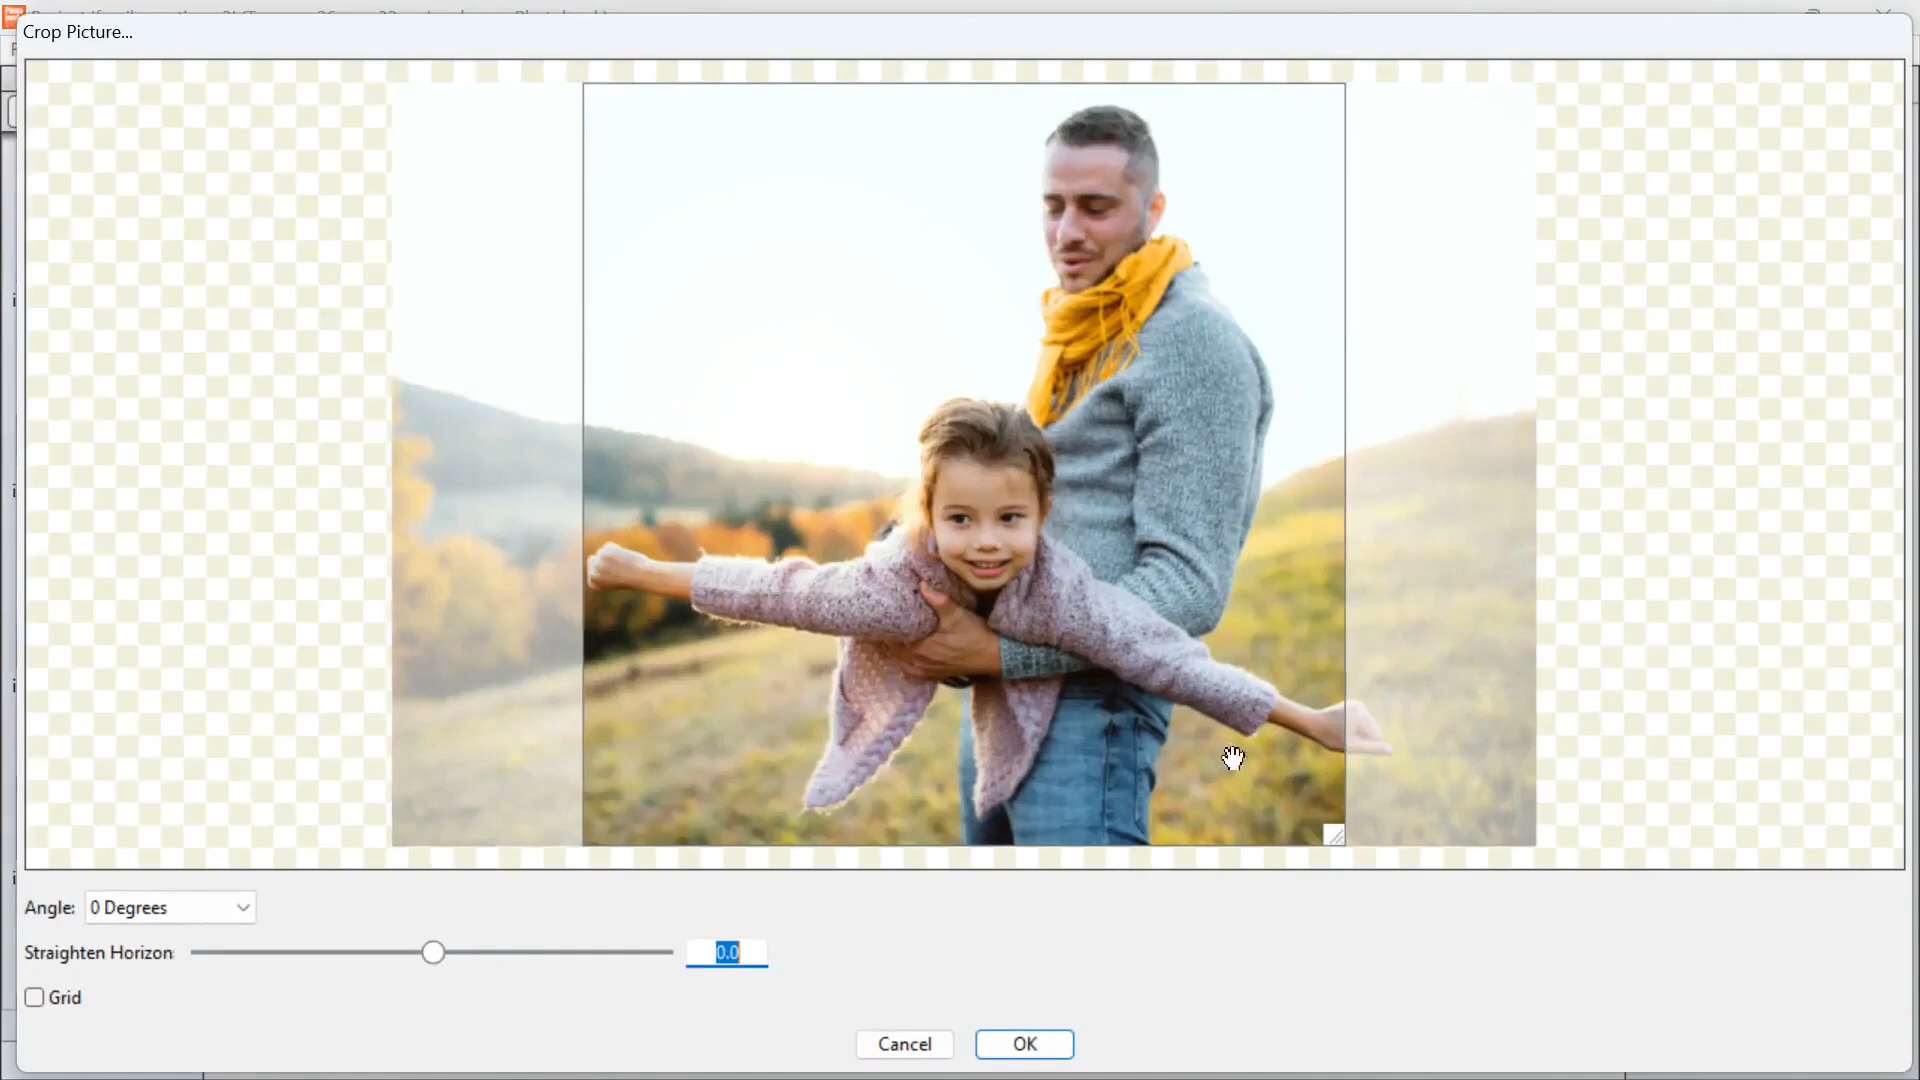 Crop Picture...
Angle:
0 Degrees
Straighten Horizon:
0.0
Grid
Cancel
OK